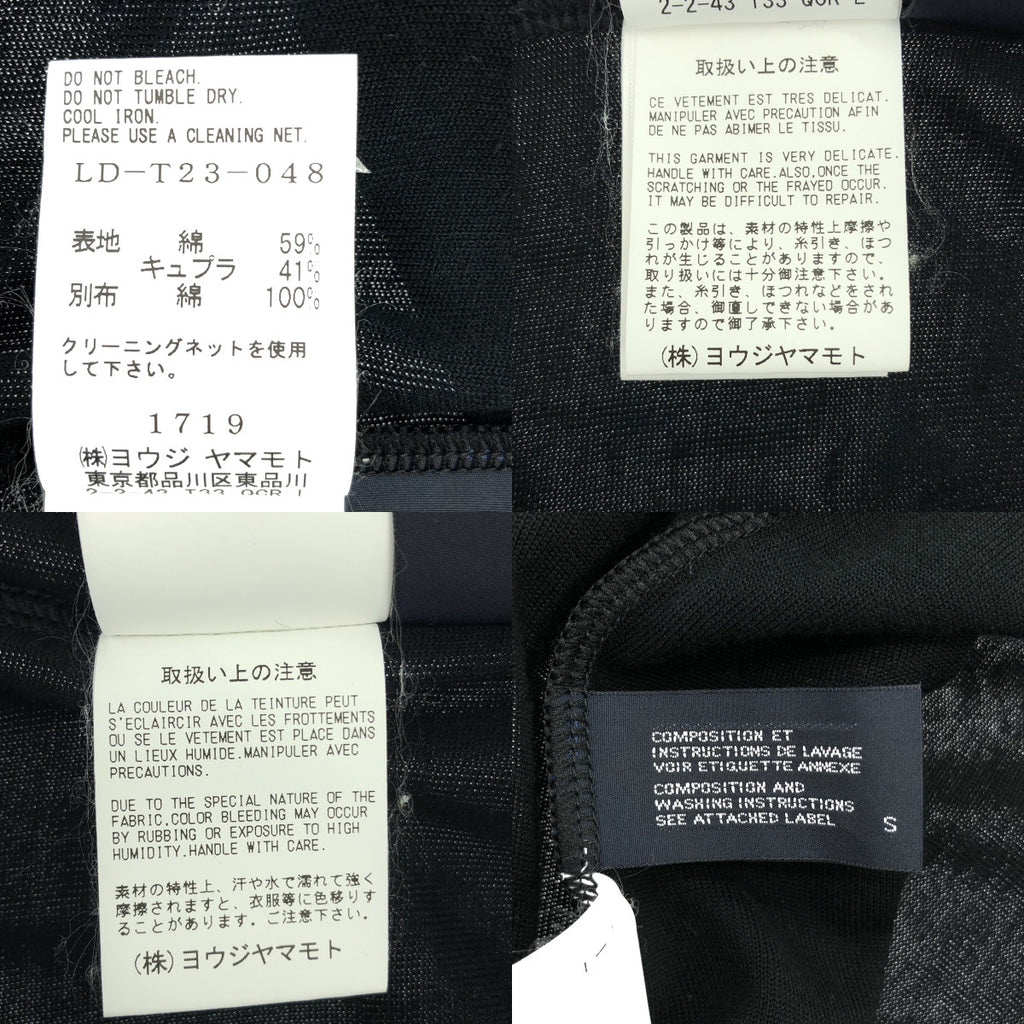 DO NOT BLEACH.
DO NOT TUMBLE DRY.
COOL IRON.
PLEASE USE A CLEANING NET.
LD-T23-048
表地 綿 59%
キュプラ 41%
別布 綿 100%
クリーニングネットを使用
して下さい。
1719
㈱ヨウジ ヤマモト
東京都品川区東品川
2-2-43 T33 QCR L
2-2-43 T33 QCR L
取扱い上の注意
CE VETEMENT EST TRES DELICAT.
MANIPULER AVEC PRECAUTION AFIN
DE NE PAS ABIMER LE TISSU.
THIS GARMENT IS VERY DELICATE.
HANDLE WITH CARE.ALSO,ONCE THE
SCRATCHING OR THE FRAYED OCCUR.
IT MAY BE DIFFICULT TO REPAIR.
この製品は、素材の特性上摩擦や
引っかけ等により、糸引き、ほつ
れが生じることがありますので、
取り扱いには十分御注意下さい。
また、糸引き、ほつれなどをされ
た場合、御直しできない場合があ
りますので御了承下さい。
(株)ヨウジヤマモト
取扱い上の注意
LA COULEUR DE LA TEINTURE PEUT
S'ECLAIRCIR AVEC LES FROTTEMENTS
OU SE LE VETEMENT EST PLACE DANS
UN LIEUX HUMIDE.MANIPULER AVEC
PRECAUTIONS.
DUE TO THE SPECIAL NATURE OF THE
FABRIC,COLOR BLEEDING MAY OCCUR
BY RUBBING OR EXPOSURE TO HIGH
HUMIDITY.HANDLE WITH CARE.
素材の特性上、汗や水で濡れて強く
摩擦されますと、衣服等に色移りす
ることがあります。ご注意下さい。
(株)ヨウジヤマモト
COMPOSITION ET
INSTRUCTIONS DE LAVAGE
VOIR ETIQUETTE ANNEXE
COMPOSITION AND
WASHING INSTRUCTIONS
SEE ATTACHED LABEL
S